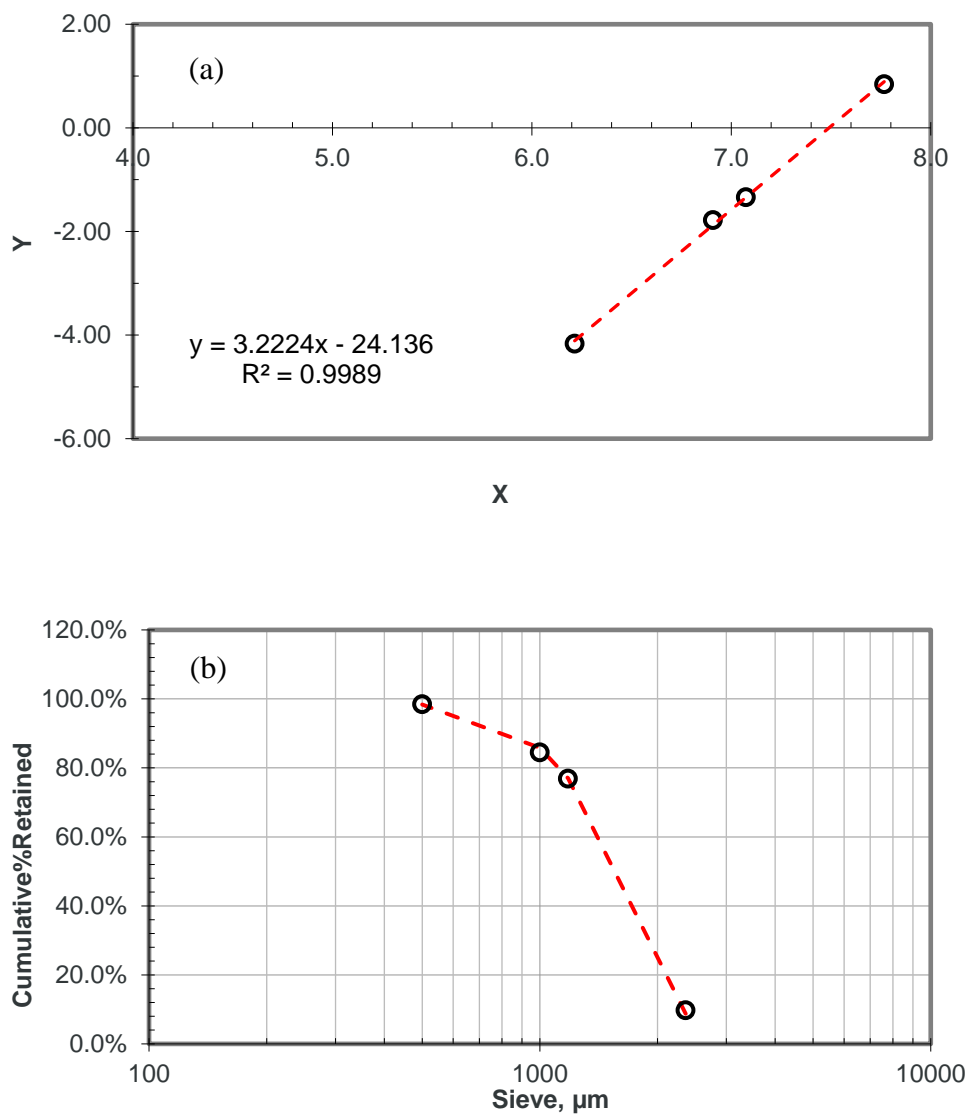 2.00
(a)
0.00
4.0 5.0 6.0 7.0 8.0
-2.00
Y
-4.00
y = 3.2224x - 24.136
R² = 0.9989
-6.00
X
120.0%
(b)
100.0%
80.0%
60.0%
40.0%
20.0%
0.0%
Cumulative%Retained
100 1000 10000
Sieve, µm